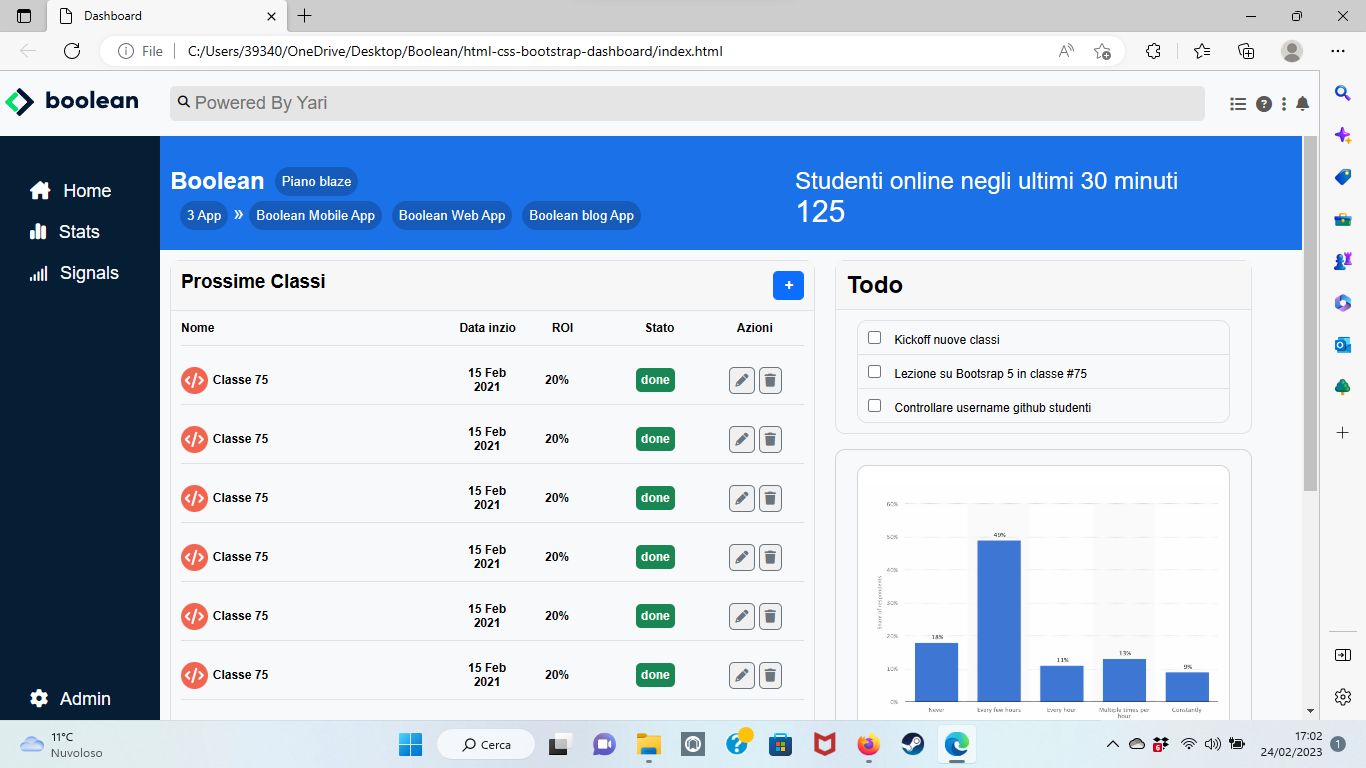 Dashboard
File
C:/Users/39340/OneDrive/Desktop/Boolean/html-css-bootstrap-dashboard/index.html
boolean
Powered By Yari
Home
Stats
Signals
Admin
Boolean Piano blaze
3 App » Boolean Mobile App Boolean Web App Boolean blog App
Studenti online negli ultimi 30 minuti
125
Prossime Classi
+
Nome Data inzio ROI Stato Azioni
Classe 75 15 Feb 2021 20% done
Classe 75 15 Feb 2021 20% done
Classe 75 15 Feb 2021 20% done
Classe 75 15 Feb 2021 20% done
Classe 75 15 Feb 2021 20% done
Classe 75 15 Feb 2021 20% done
Todo
Kickoff nuove classi
Lezione su Bootsrap 5 in classe #75
Controllare username github studenti
Share of respondents
60%
50%
40%
30%
20%
10%
0%
18%
49%
11%
13%
9%
Never
Every few hours
Every hour
Multiple times per
hour
Constantly
11°C
Nuvoloso
Cerca
6
17:02
24/02/2023
1